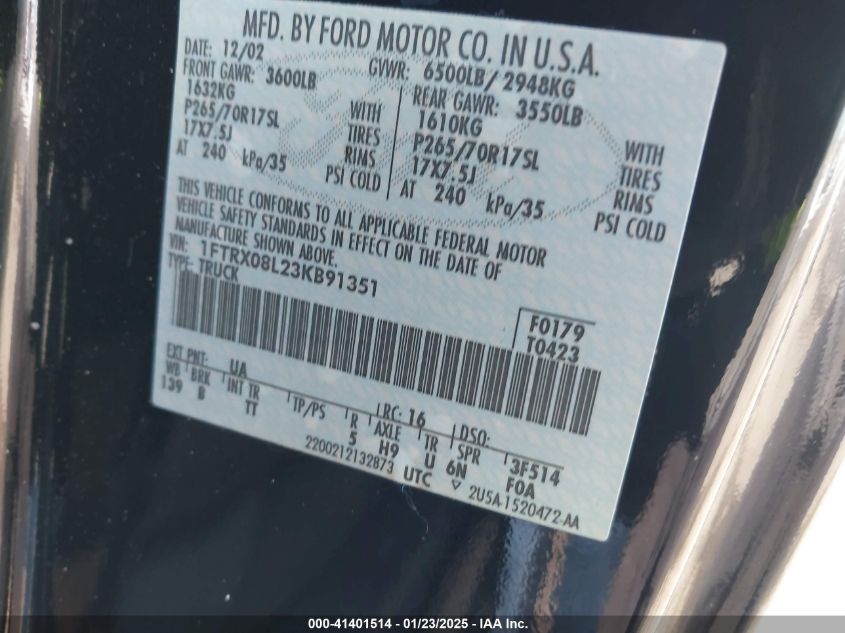 MFD. BY FORD MOTOR CO. IN U.S.A.
DATE: 12/02 GVWR: 6500LB/ 2948KG
FRONT GAWR: 3600LB REAR GAWR: 3550LB
1632KG WITH 1610KG WITH
P265/70R17SL TIRES P265/70R17SL TIRES
17X7.5J RIMS 17X7.5J RIMS
AT 240 kPa/35 PSI COLD AT 240 kPa/35 PSI COLD
THIS VEHICLE CONFORMS TO ALL APPLICABLE FEDERAL MOTOR
VEHICLE SAFETY STANDARDS IN EFFECT ON THE DATE OF
MANUFACTURE SHOWN ABOVE.
VIN: 1FTRX08L23KB91351
TYPE: TRUCK
F0179
T0423
EXT PNT: UA LRC: 16 DSO:
WB BRK INT TR TP/PS R AXLE TR SPR 3F514
139 B TT 5 H9 U 6N F0A
2200212132873 UTC ▽ 2U5A-1520472-AA
000-41401514 - 01/23/2025 - IAA Inc.